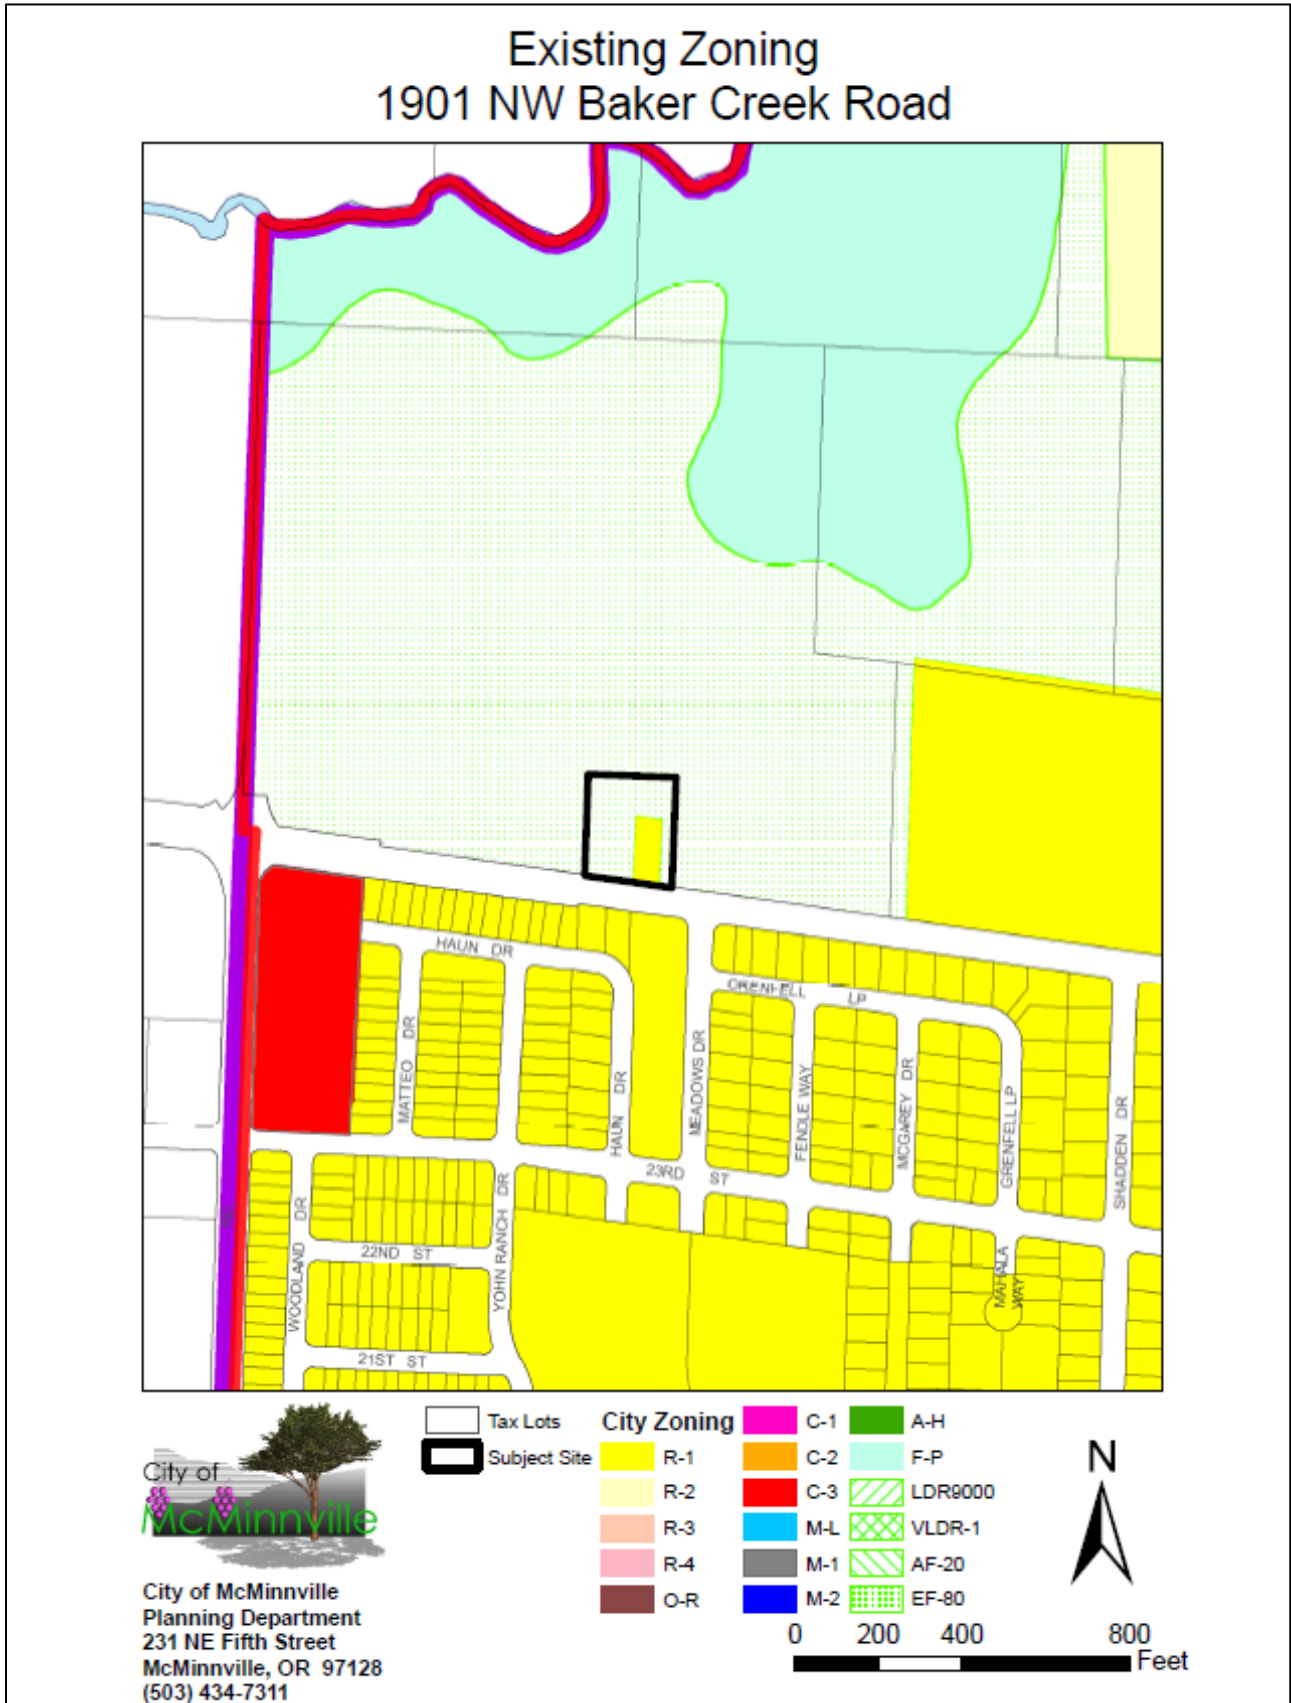 Existing Zoning
1901 NW Baker Creek Road
HAUN DR
GRENFELL LP
MATTEO DR
HAUN DR
MEADOWS DR
FENDLE WAY
MCGAREY DR
GRENFELL LP
SHADDEN DR
23RD ST
WOODLAND DR
22ND ST
YOHN RANCH DR
MAHALA WAY
21ST ST
Tax Lots
Subject Site
City Zoning
R-1
R-2
R-3
R-4
O-R
C-1
C-2
C-3
M-L
M-1
M-2
A-H
F-P
LDR9000
VLDR-1
AF-20
EF-80
N
0 200 400 800
Feet
City of
McMinnville
City of McMinnville
Planning Department
231 NE Fifth Street
McMinnville, OR 97128
(503) 434-7311